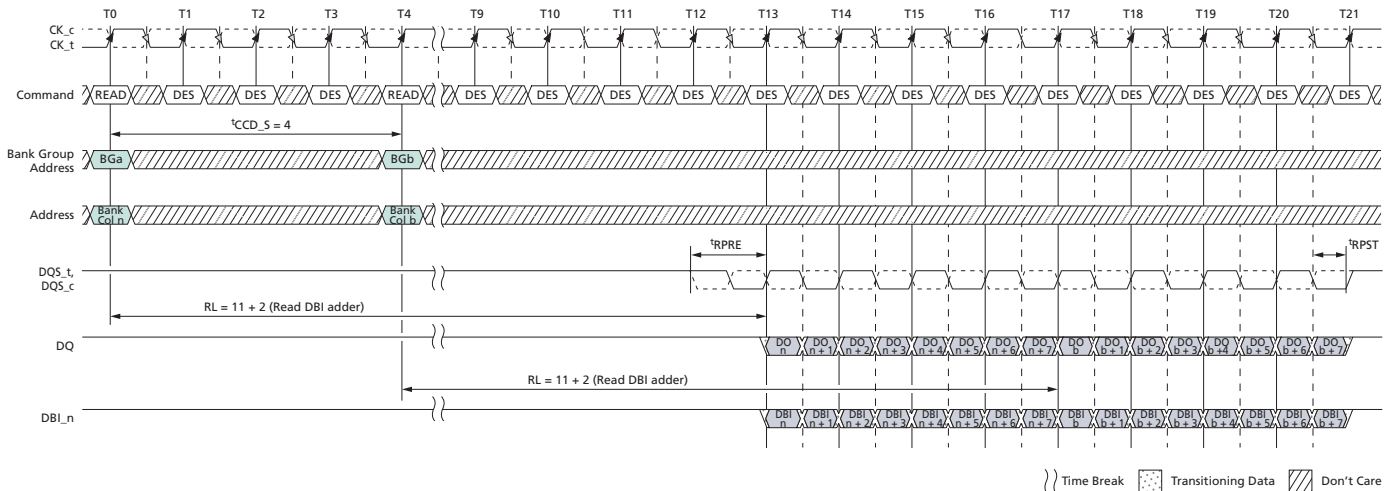 T0 T1 T2 T3 T4 T9 T10 T11 T12 T13 T14 T15 T16 T17 T18 T19 T20 T21
CK_c
CK_t
Command READ DES DES DES READ DES DES DES DES DES DES DES DES DES DES DES DES DES
tCCD_S = 4
Bank Group
Address
BGa BGb
Address
Bank
Col n
Bank
Col b
tRPRE tRPST
DQS_t,
DQS_c
RL = 11 + 2 (Read DBI adder)
DQ
DO DO DO DO DO DO DO DO DO DO DO DO DQ DO DO DO
n n + 1 n + 2 n + 3 n + 4 n + 5 n + 6 n + 7 b b + 1 b + 2 b + 3 b +4 b + 5 b + 6 b + 7
RL = 11 + 2 (Read DBI adder)
DBI_n
DBI DBI DBI DBI DBI DBI DBI DBI DBI DBI DBI DBI DBI DBI DBI DBI
n n + 1 n + 2 n + 3 n + 4 n + 5 n + 6 n + 7 b b + 1 b + 2 b + 3 b + 4 b + 5 b + 6 b + 7
Time Break Transitioning Data Don't Care